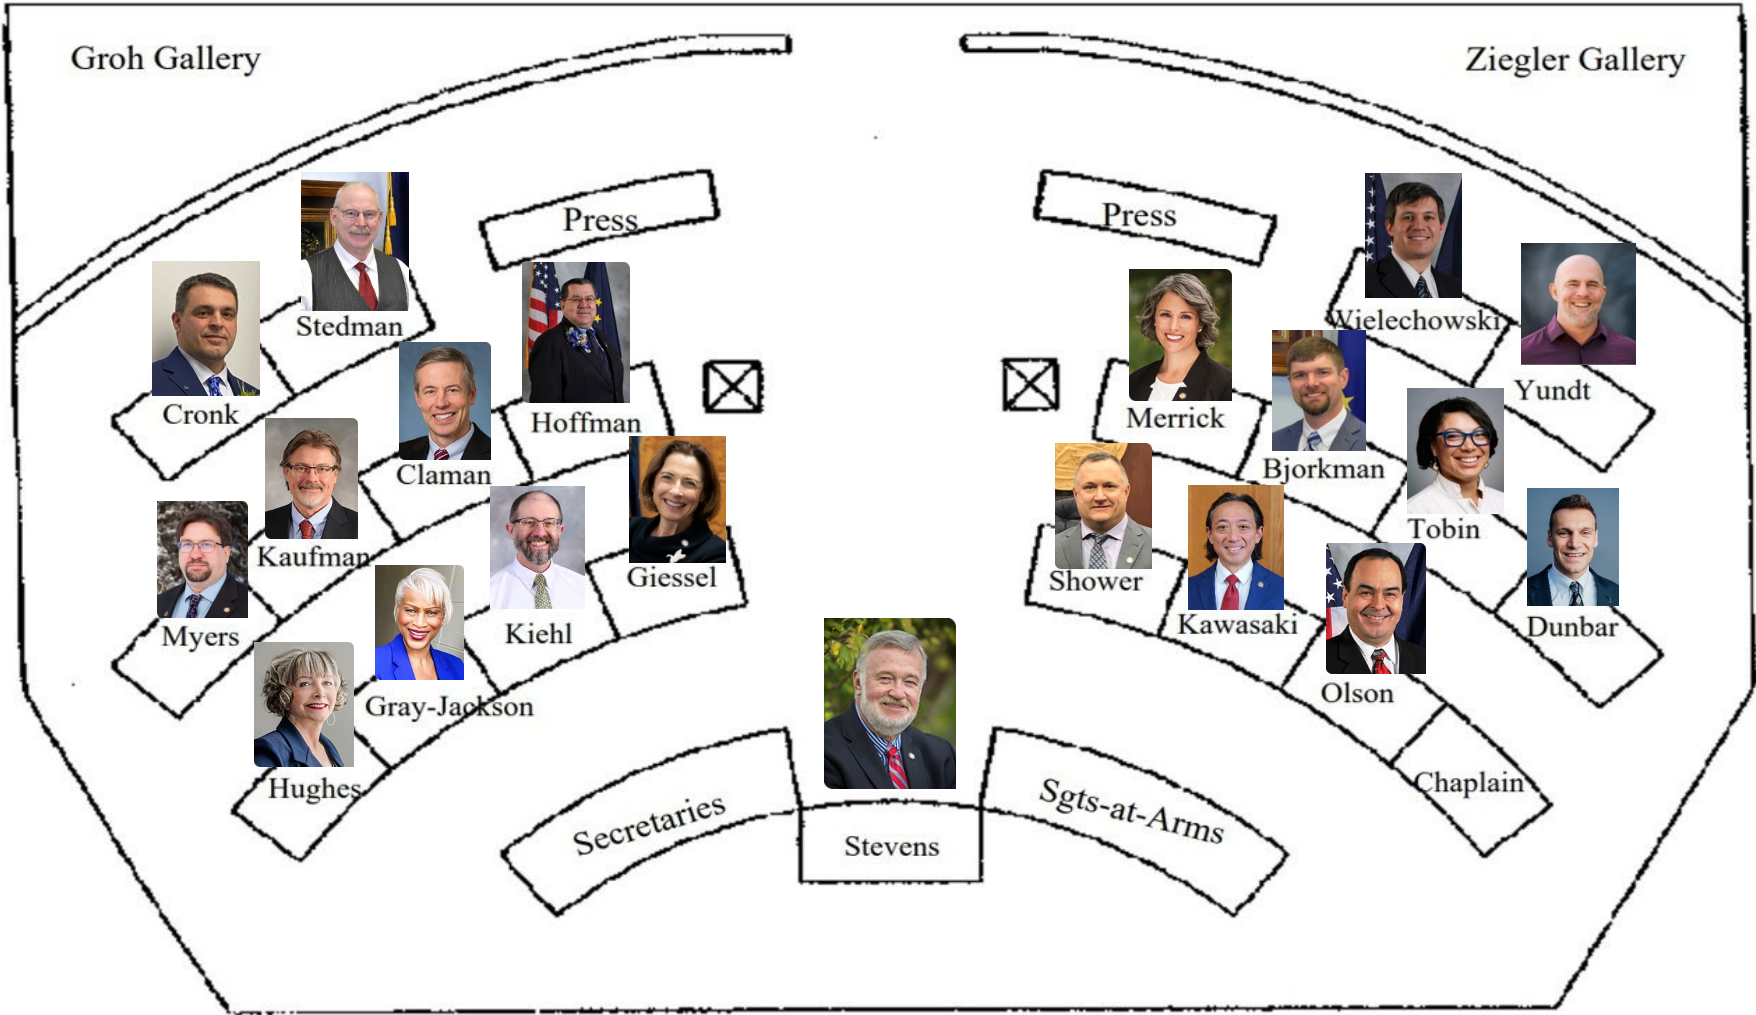 Groh Gallery
Ziegler Gallery
Press
Press
Stedman
Wielechowski
Cronk
Hoffman
Merrick
Yundt
Claman
Bjorkman
Kaufman
Tobin
Giessel
Shower
Myers
Kiehl
Kawasaki
Dunbar
Gray-Jackson
Olson
Hughes
Chaplain
Secretaries
Stevens
Sgts-at-Arms